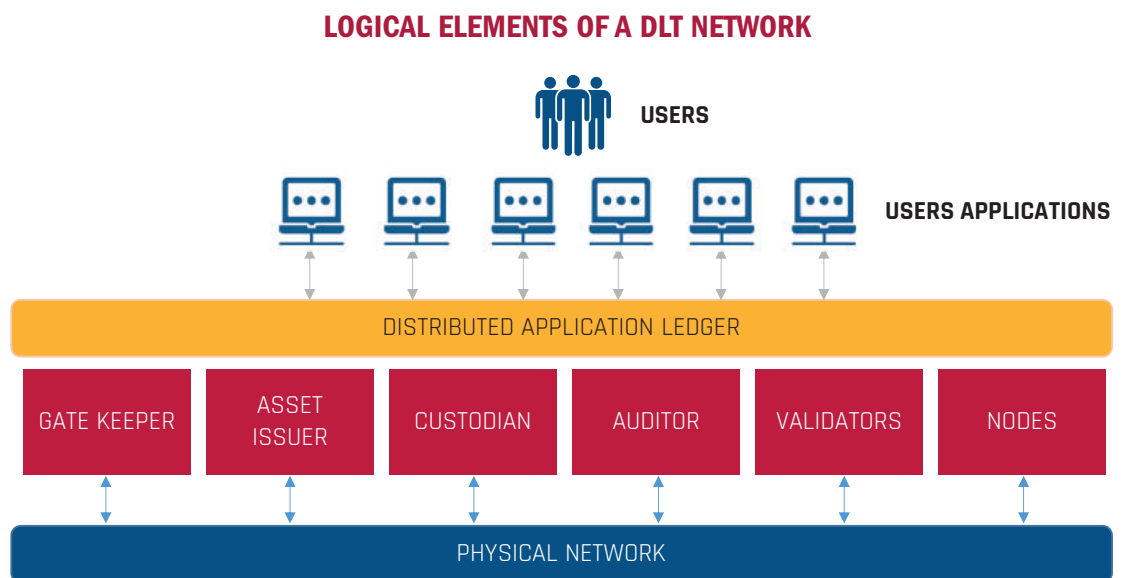 LOGICAL ELEMENTS OF A DLT NETWORK
USERS
USERS APPLICATIONS
DISTRIBUTED APPLICATION LEDGER
GATE KEEPER
ASSET
ISSUER
CUSTODIAN
AUDITOR
VALIDATORS
NODES
PHYSICAL NETWORK